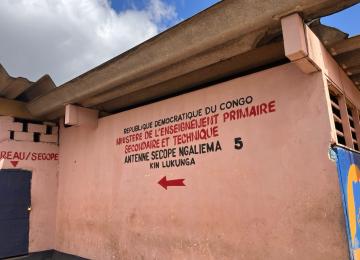 REPUBLIQUE DEMOCRATIQUE DU CONGO
MINISTERE DE L'ENSEIGNEMENT PRIMAIRE
SECONDAIRE ET TECHNIQUE
ANTENNE SECOPE NGALIEMA 5
KIN LUKUNGA
REAU/SECOPE